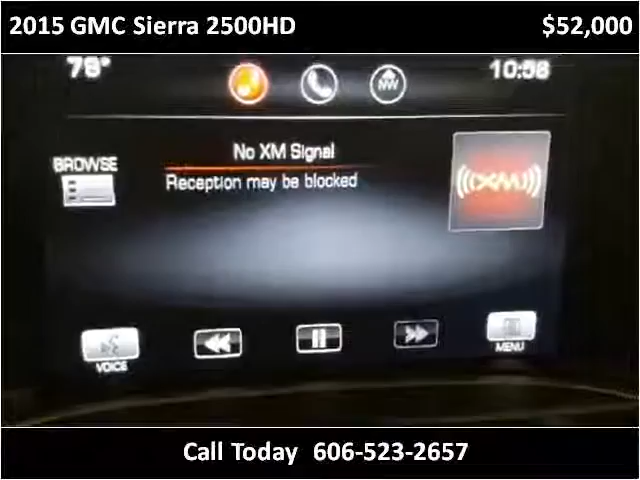 2015 GMC Sierra 2500HD $52,000
78° NW 10:58
No XM Signal
BROWSE
Reception may be blocked
((XM))
VOICE
MENU
Call Today 606-523-2657